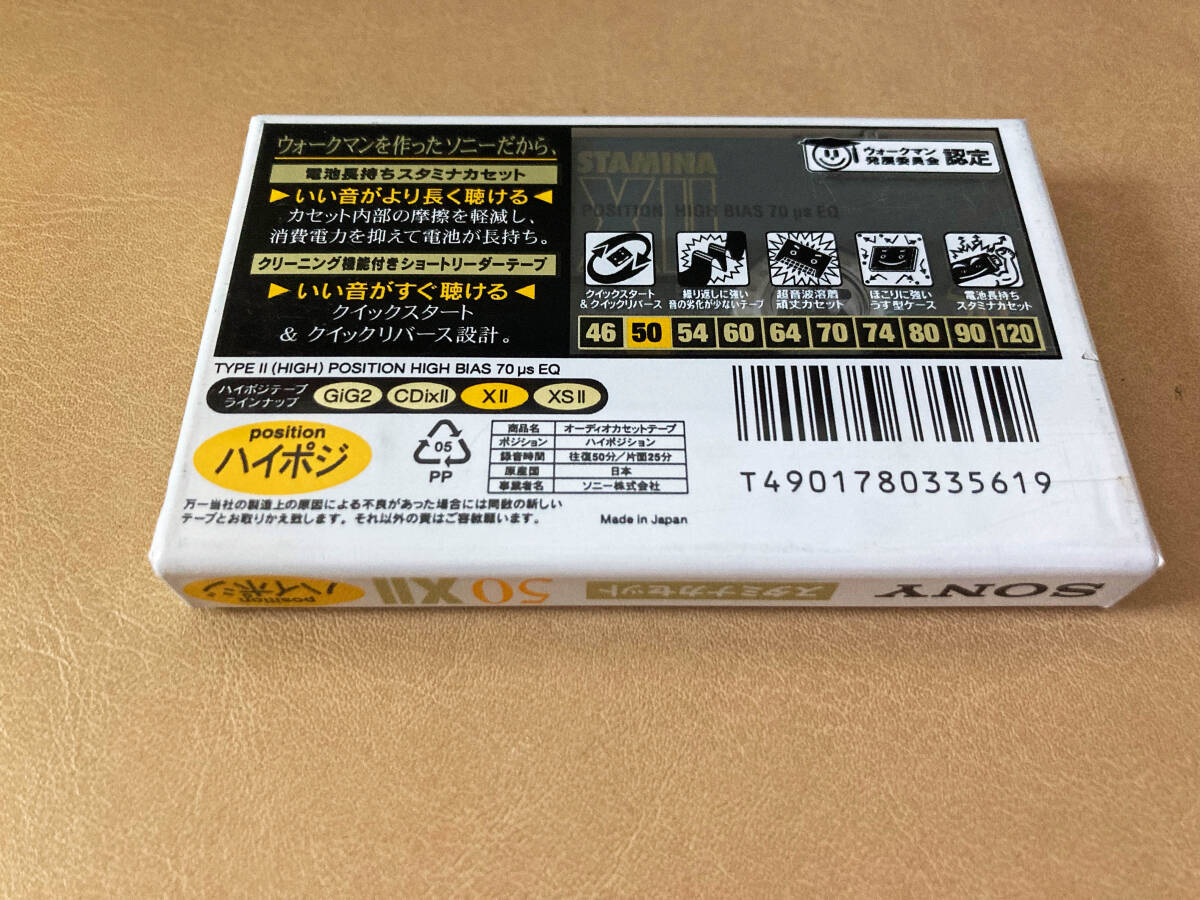 ウォークマンを作ったソニーだから、
電池長持ちスタミナカセット
▶いい音がより長く聴ける◀
カセット内部の摩擦を軽減し、
消費電力を抑えて電池が長持ち。
クリーニング機能付きショートリーダーテープ
▶いい音がすぐ聴ける◀
クイックスタート
& クイックリバース設計。
ウォークマン
発展委員会 認定
STAMINA
XII
POSITION HIGH BIAS 70 µs EQ
クイックスタート
&クイックリバース
繰り返しに強い
音の劣化が少ないテープ
超音波溶着
頑丈カセット
ほこりに強い
うす型ケース
電池長持ち
スタミナカセット
46 50 54 60 64 70 74 80 90 120
TYPE II (HIGH) POSITION HIGH BIAS 70 µs EQ
ハイポジテープ
ラインナップ
GiG2 CDixII XII XSII
position
ハイポジ
05
PP
商品名 オーディオカセットテープ
ポジション ハイポジション
録音時間 往復50分/片面25分
原産国 日本
事業者名 ソニー株式会社
万一当社の製造上の原因による不良があった場合には同数の新しい
テープとお取りかえ致します。それ以外の責はご容赦願います。
Made in Japan
T4901780335619
SONY
スタミナカセット
50 XII
position
ハイポジ